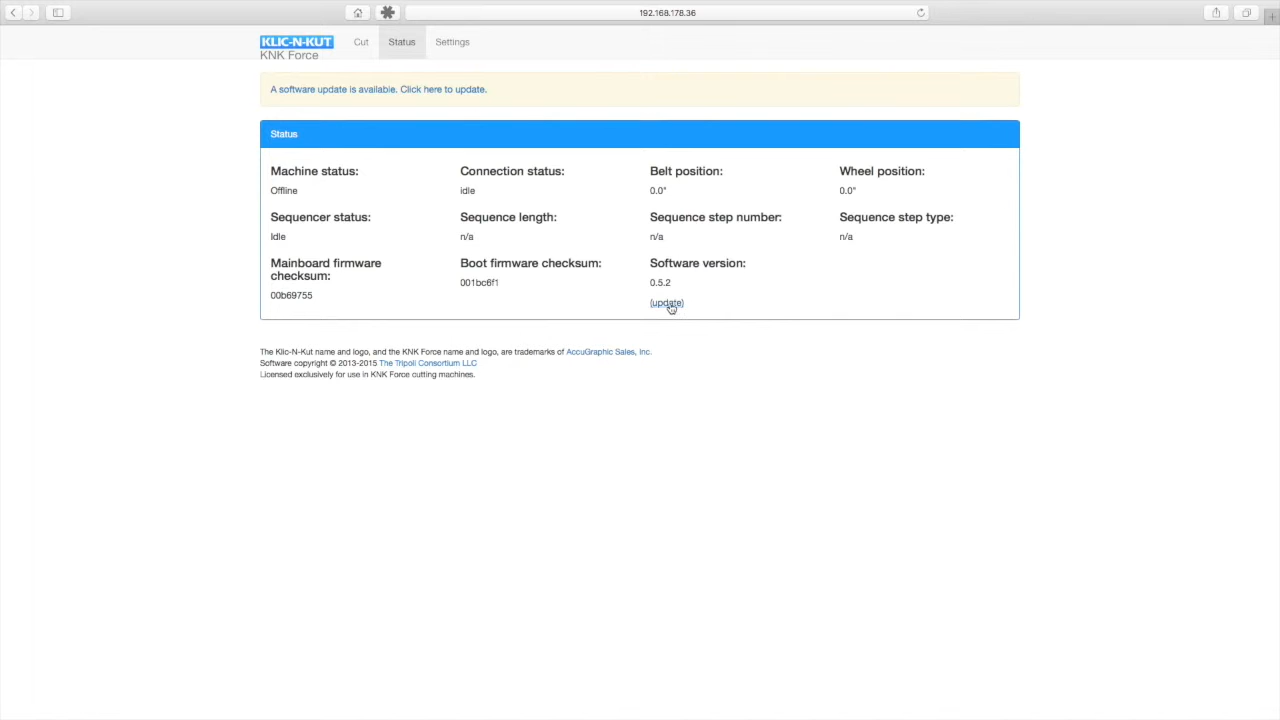 192.168.178.36
KLIC-N-KUT
KNK Force
Cut
Status
Settings
A software update is available. Click here to update.
Status
Machine status:
Offline
Connection status:
idle
Belt position:
0.0"
Wheel position:
0.0"
Sequencer status:
Idle
Sequence length:
n/a
Sequence step number:
n/a
Sequence step type:
n/a
Mainboard firmware
checksum:
00b69755
Boot firmware checksum:
001bc6f1
Software version:
0.5.2
(update)
The Klic-N-Kut name and logo, and the KNK Force name and logo, are trademarks of AccuGraphic Sales, Inc.
Software copyright © 2013-2015 The Tripoli Consortium LLC
Licensed exclusively for use in KNK Force cutting machines.